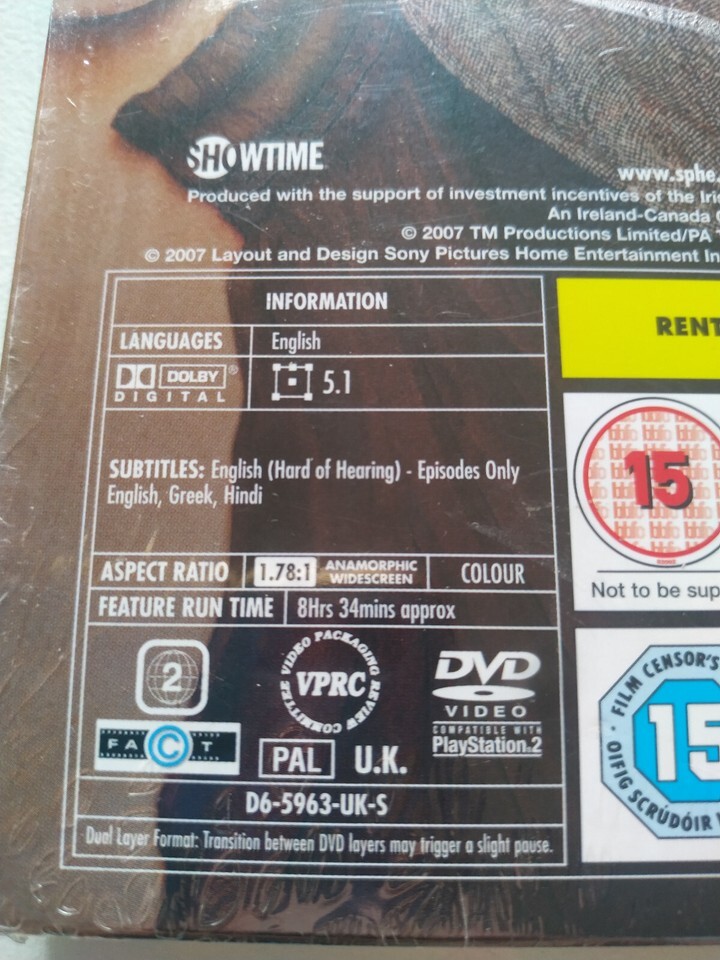 SHOWTIME
www.sphe.
Produced with the support of investment incentives of the
An Ireland-Canada
© 2007 TM Productions Limited/PA
© 2007 Layout and Design Sony Pictures Home Entertainment
INFORMATION
LANGUAGES English
DOLBY® DIGITAL 5.1
SUBTITLES: English (Hard of Hearing) - Episodes Only
English, Greek, Hindi
ASPECT RATIO 1.78:1 ANAMORPHIC WIDESCREEN COLOUR
FEATURE RUN TIME 8Hrs 34mins approx
2
VIDEO PACKAGING REVIEW COMMITTEE
VPRC
DVD
VIDEO
COMPATIBLE WITH
PlayStation.2
FACT
PAL U.K.
D6-5963-UK-S
Dual Layer Format: Transition between DVD layers may trigger a slight pause.
15
Not to be
FILM CENSOR'S
15
OIFIG SCRÚDÓIR